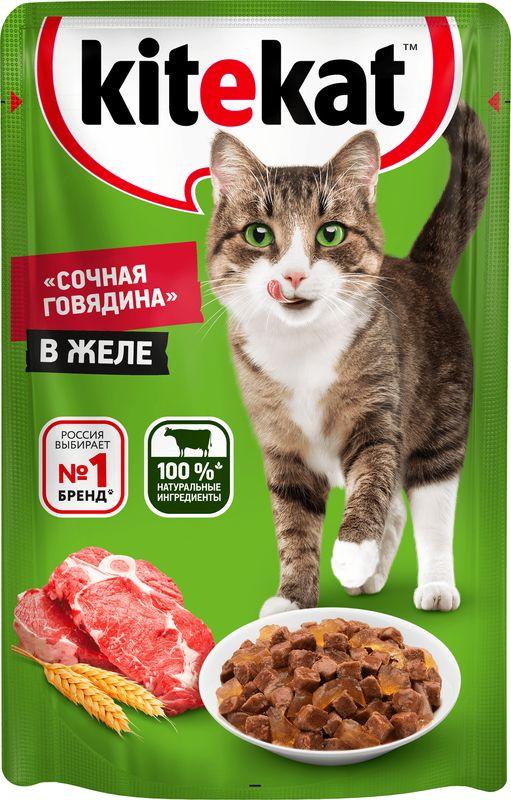 kitekat™
«СОЧНАЯ
ГОВЯДИНА»
В ЖЕЛЕ
РОССИЯ
ВЫБИРАЕТ
№1
БРЕНД*
100 %*
НАТУРАЛЬНЫЕ
ИНГРЕДИЕНТЫ